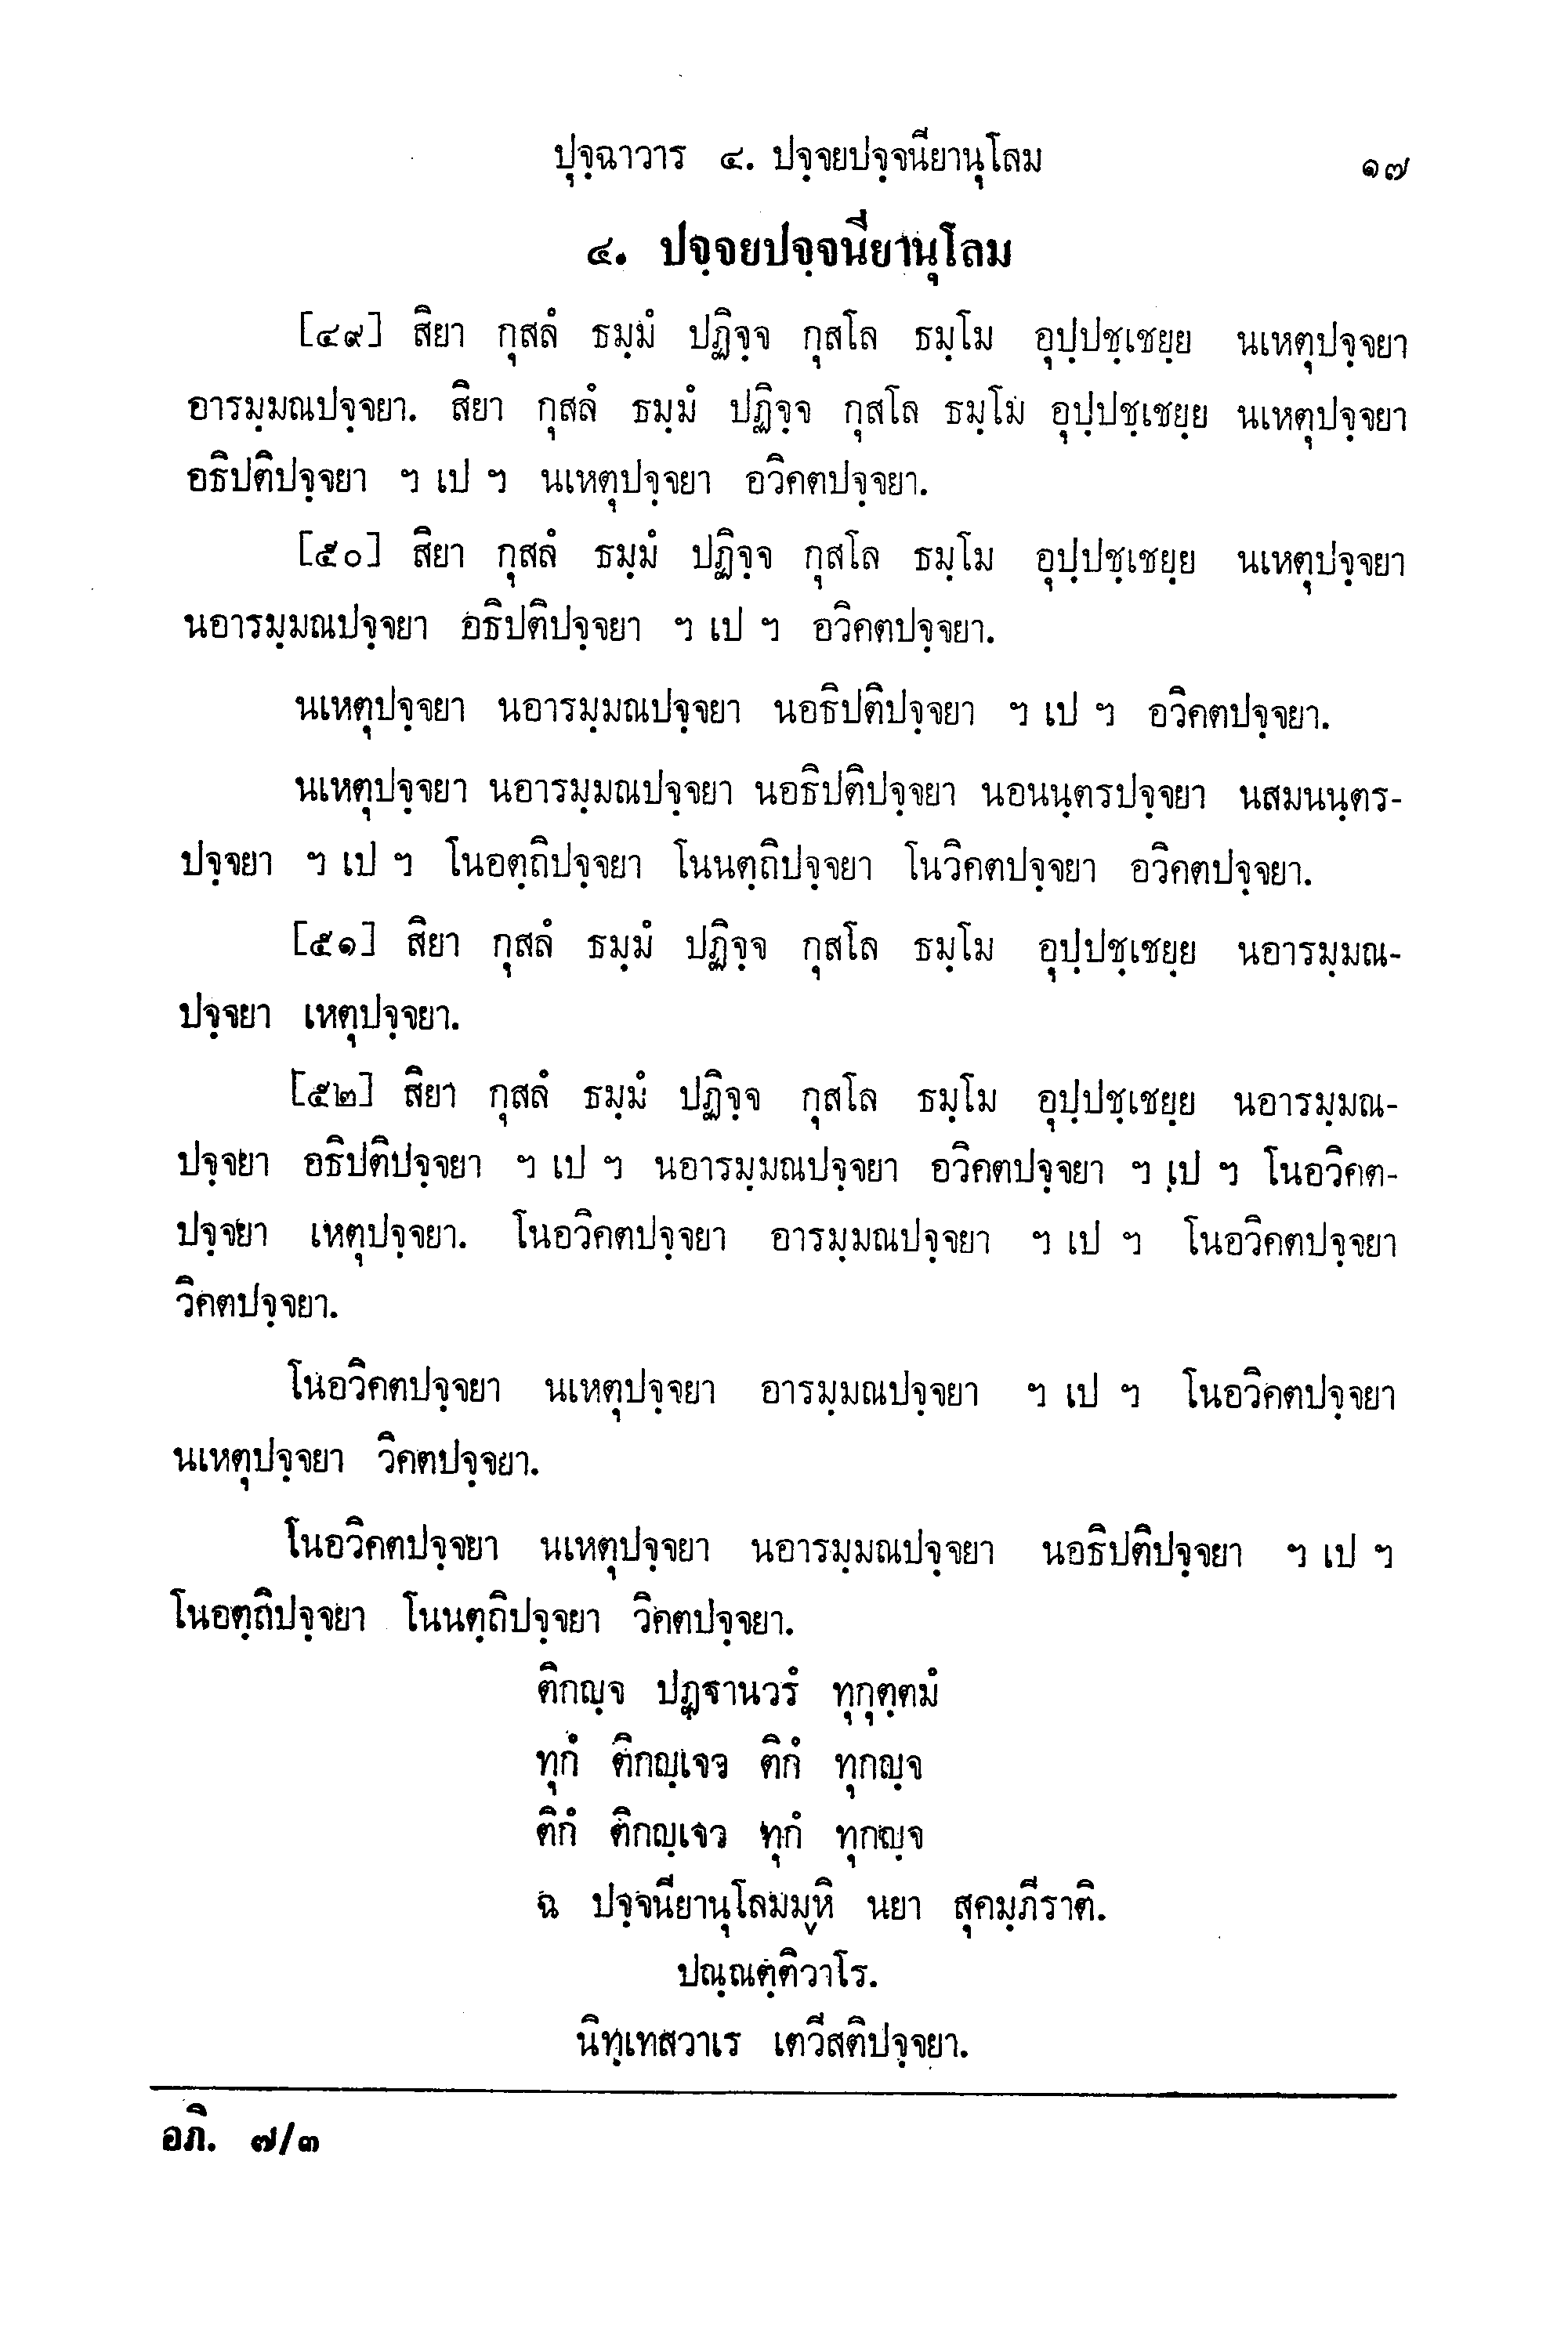 ปุจฺฉาวาร ๔. ปจฺจยปจฺจนียานุโลม ๑๗
๔. ปจฺจยปจฺจนียานุโลม
[๔๙] สิยา กุสลํ ธมฺมํ ปฏิจฺจ กุสโล ธมฺโม อุปฺปชฺเชยฺย นเหตุปจฺจยา
อารมฺมณปจฺจยา. สิยา กุสลํ ธมฺมํ ปฏิจฺจ กุสโล ธมฺโม อุปฺปชฺเชยฺย นเหตุปจฺจยา
อธิปติปจฺจยา ฯ เป ฯ นเหตุปจฺจยา อวิคตปจฺจยา.
[๕๐] สิยา กุสลํ ธมฺมํ ปฏิจฺจ กุสโล ธมฺโม อุปฺปชฺเชยฺย นเหตุปจฺจยา
นอารมฺมณปจฺจยา อธิปติปจฺจยา ฯ เป ฯ อวิคตปจฺจยา.
นเหตุปจฺจยา นอารมฺมณปจฺจยา นอธิปติปจฺจยา ฯ เป ฯ อวิคตปจฺจยา.
นเหตุปจฺจยา นอารมฺมณปจฺจยา นอธิปติปจฺจยา นอนนฺตรปจฺจยา นสมนนฺตร-
ปจฺจยา ฯ เป ฯ โนอตฺถิปจฺจยา โนนตฺถิปจฺจยา โนวิคตปจฺจยา อวิคตปจฺจยา.
[๕๑] สิยา กุสลํ ธมฺมํ ปฏิจฺจ กุสโล ธมฺโม อุปฺปชฺเชยฺย นอารมฺมณ-
ปจฺจยา เหตุปจฺจยา.
[๕๒] สิยา กุสลํ ธมฺมํ ปฏิจฺจ กุสโล ธมฺโม อุปฺปชฺเชยฺย นอารมฺมณ-
ปจฺจยา อธิปติปจฺจยา ฯ เป ฯ นอารมฺมณปจฺจยา อวิคตปจฺจยา ฯ เป ฯ โนอวิคต-
ปจฺจยา เหตุปจฺจยา. โนอวิคตปจฺจยา อารมฺมณปจฺจยา ฯ เป ฯ โนอวิคตปจฺจยา
วิคตปจฺจยา.
โนอวิคตปจฺจยา นเหตุปจฺจยา อารมฺมณปจฺจยา ฯ เป ฯ โนอวิคตปจฺจยา
นเหตุปจฺจยา วิคตปจฺจยา.
โนอวิคตปจฺจยา นเหตุปจฺจยา นอารมฺมณปจฺจยา นอธิปติปจฺจยา ฯ เป ฯ
โนอตฺถิปจฺจยา โนนตฺถิปจฺจยา วิคตปจฺจยา.
ติกญฺจ ปฏฺฐานวรํ ทุกุตฺตมํ
ทุกํ ติกญฺเจว ติกํ ทุกญฺจ
ติกํ ติกญฺเจว ทุกํ ทุกญฺจ
ฉ ปจฺจนียานุโลมมฺหิ นยา สุคมฺภีราติ.
ปณฺณตฺติวาโร.
นิทฺเทสวาเร เตวีสติปจฺจยา.
อภิ. ๗/๓